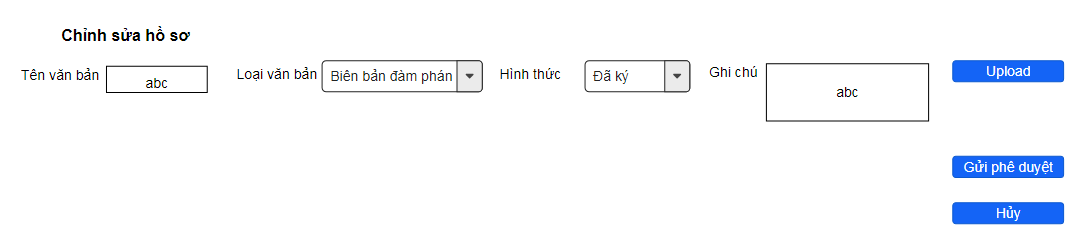 Chỉnh sửa hồ sơ
Tên văn bản abc Loại văn bản Biên bản đàm phán Hình thức Đã ký Ghi chú abc Upload
Gửi phê duyệt
Hủy